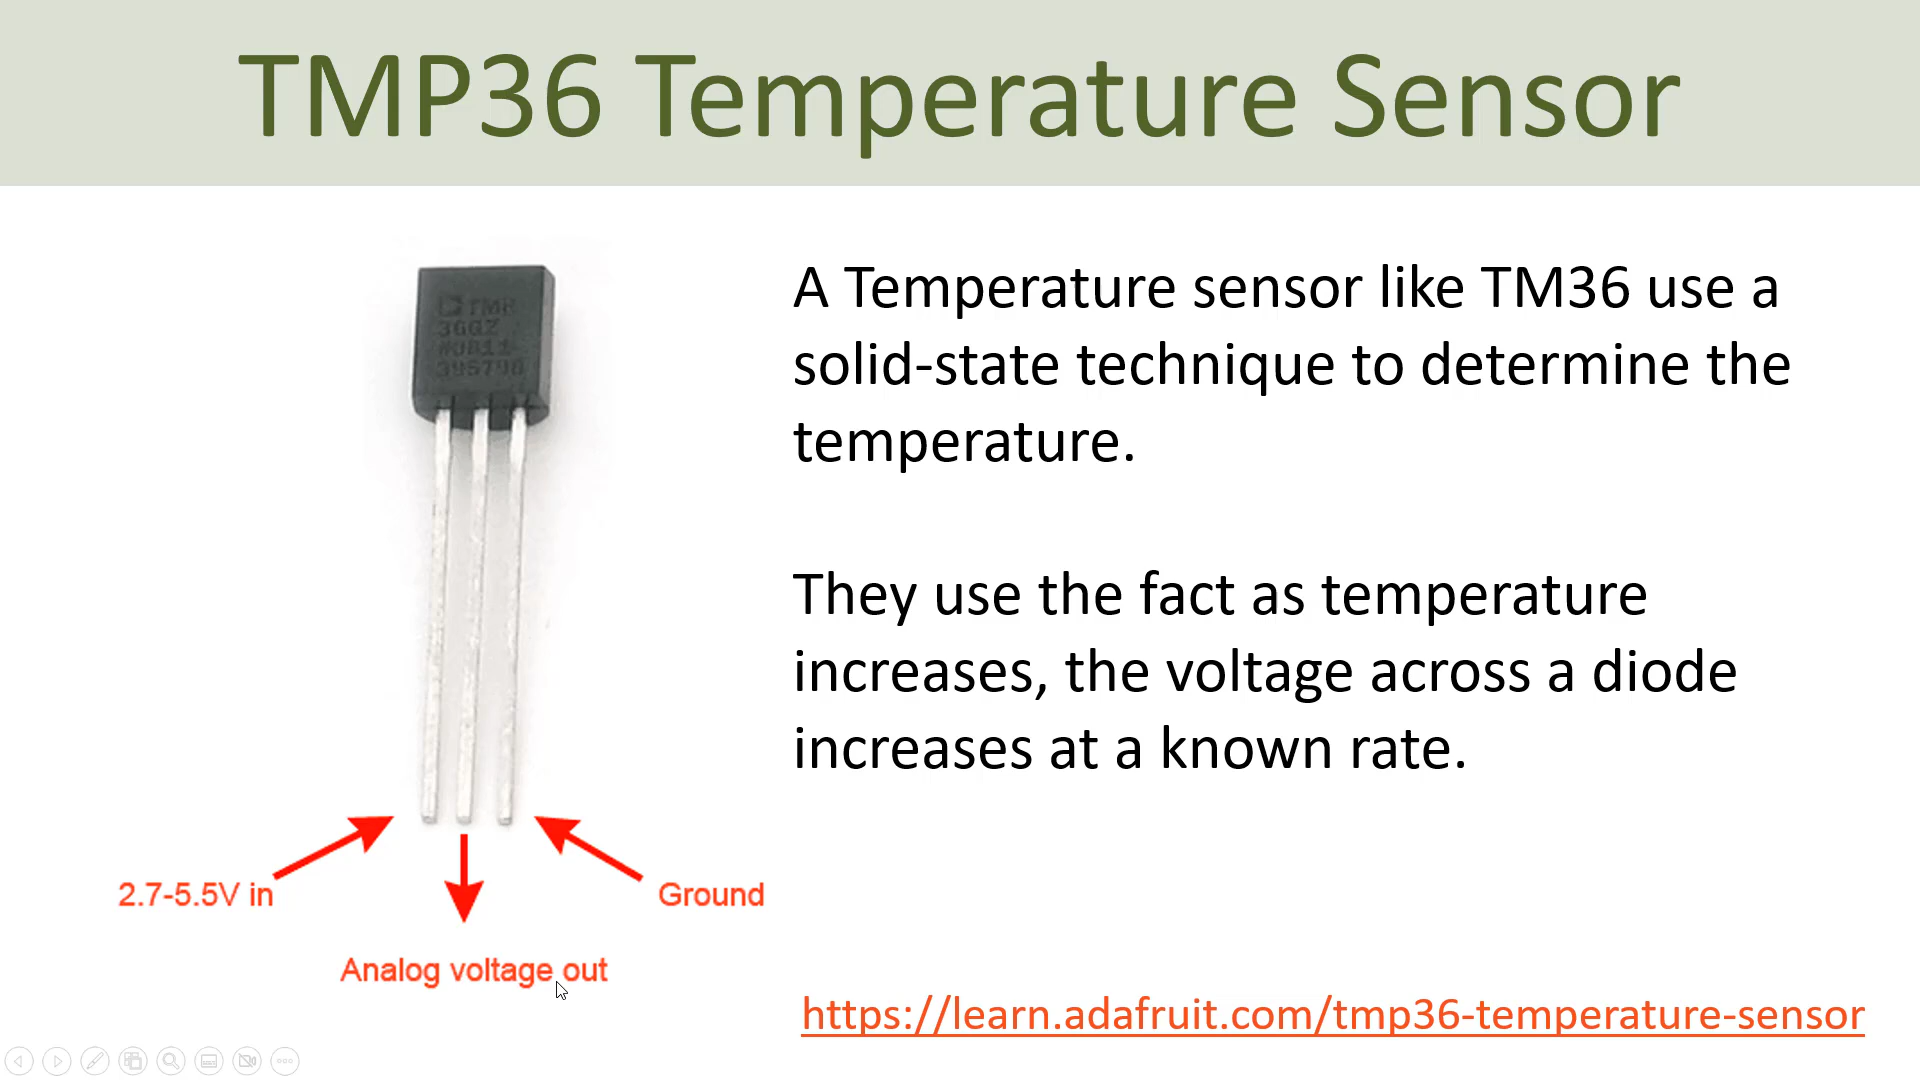 TMP36 Temperature Sensor
A Temperature sensor like TM36 use a
solid-state technique to determine the
temperature.
They use the fact as temperature
increases, the voltage across a diode
increases at a known rate.
TMP
36GZ
2.7-5.5V in
Ground
Analog voltage out
https://learn.adafruit.com/tmp36-temperature-sensor